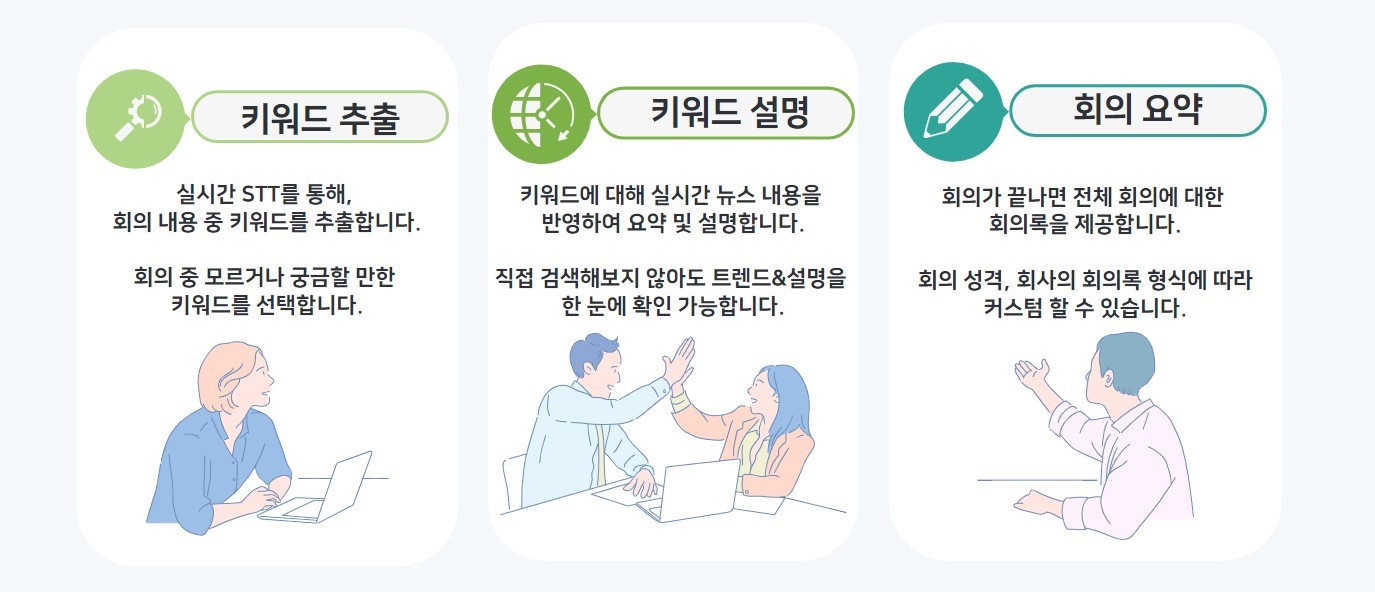 키워드 추출
실시간 STT를 통해,
회의 내용 중 키워드를 추출합니다.
회의 중 모르거나 궁금할 만한
키워드를 선택합니다.
키워드 설명
키워드에 대해 실시간 뉴스 내용을
반영하여 요약 및 설명합니다.
직접 검색해보지 않아도 트렌드&설명을
한 눈에 확인 가능합니다.
회의 요약
회의가 끝나면 전체 회의에 대한
회의록을 제공합니다.
회의 성격, 회사의 회의록 형식에 따라
커스텀 할 수 있습니다.